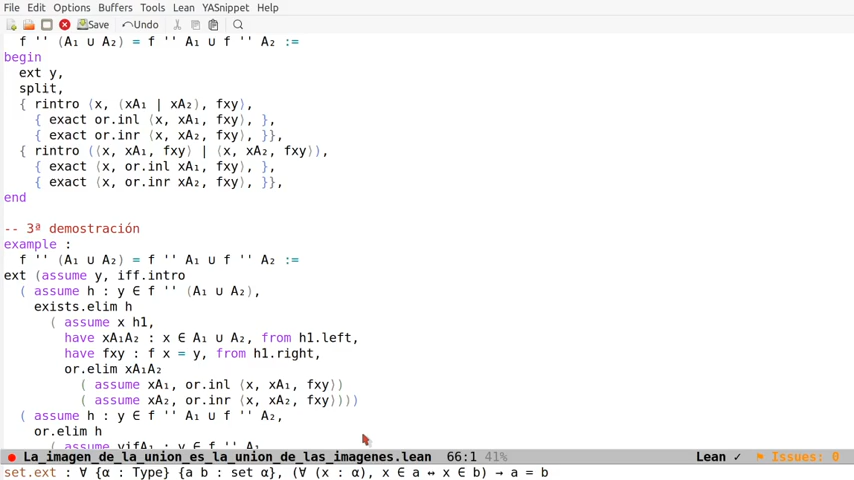 File Edit Options Buffers Tools Lean YASnippet Help
Save Undo
f '' (A₁ ∪ A₂) = f '' A₁ ∪ f '' A₂ :=
begin
ext y,
split,
{ rintro ⟨x, (xA₁ | xA₂), fxy⟩,
{ exact or.inl ⟨x, xA₁, fxy⟩, },
{ exact or.inr ⟨x, xA₂, fxy⟩, }},
{ rintro (⟨x, xA₁, fxy⟩ | ⟨x, xA₂, fxy⟩),
{ exact ⟨x, or.inl xA₁, fxy⟩, },
{ exact ⟨x, or.inr xA₂, fxy⟩, }},
end
-- 3ª demostración
example :
f '' (A₁ ∪ A₂) = f '' A₁ ∪ f '' A₂ :=
ext (assume y, iff.intro
( assume h : y ∈ f '' (A₁ ∪ A₂),
exists.elim h
( assume x h1,
have xA₁A₂ : x ∈ A₁ ∪ A₂, from h1.left,
have fxy : f x = y, from h1.right,
or.elim xA₁A₂
( assume xA₁, or.inl ⟨x, xA₁, fxy⟩)
( assume xA₂, or.inr ⟨x, xA₂, fxy⟩)))
( assume h : y ∈ f '' A₁ ∪ f '' A₂,
or.elim h
( assume yifA₁ : y ∈ f '' A₁,
La_imagen_de_la_union_es_la_union_de_las_imagenes.lean 66:1 41% Lean ✓ Issues: 0
set.ext : ∀ {α : Type} {a b : set α}, (∀ (x : α), x ∈ a ↔ x ∈ b) → a = b